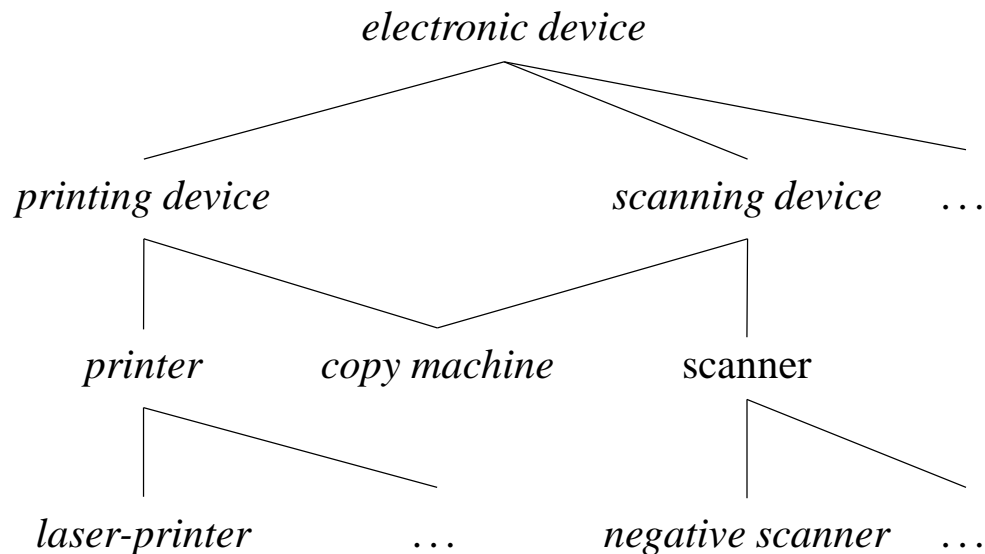 electronic device
printing device scanning device ...
printer copy machine scanner
laser-printer ... negative scanner ...